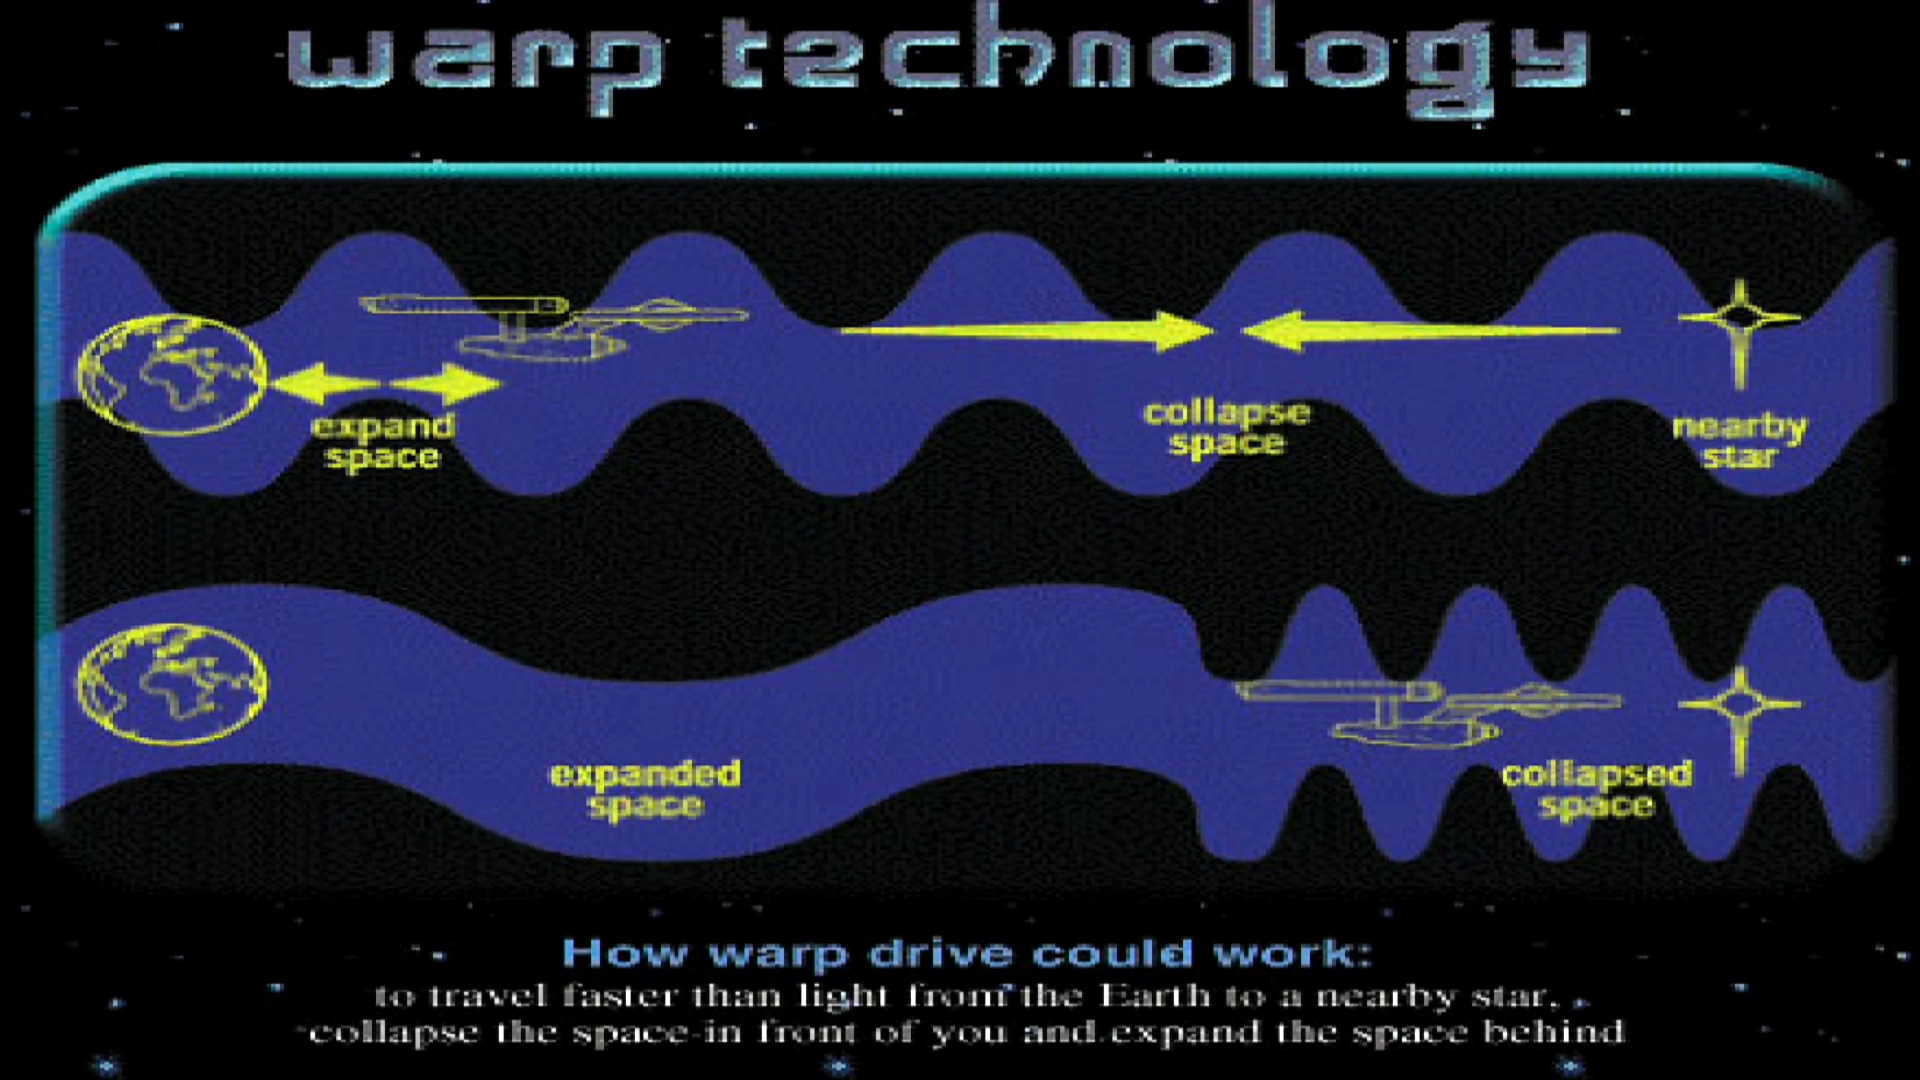 warp technology
expand
space
collapse
space
nearby
star
expanded
space
collapsed
space
How warp drive could work:
to travel faster than light from the Earth to a nearby star,
collapse the space in front of you and expand the space behind